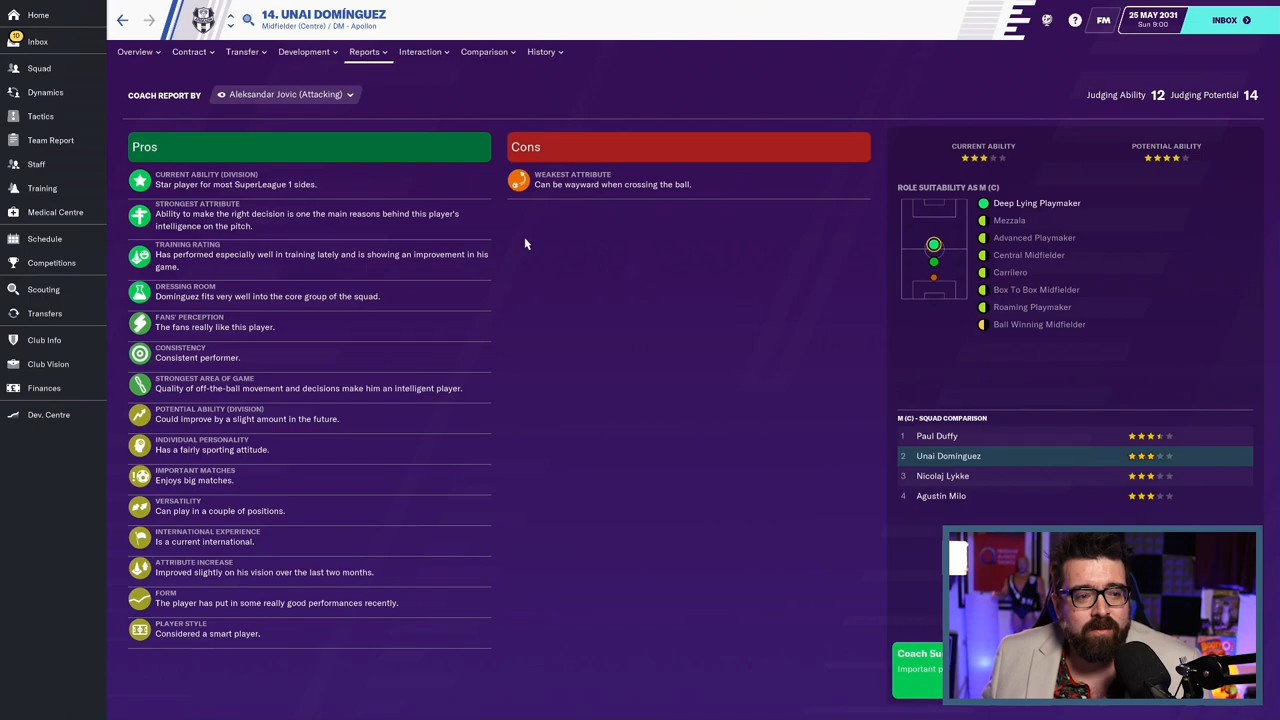 Home
14. UNAI DOMÍNGUEZ
Midfielder (Centre) / DM - Apollon
FM
25 MAY 2031
Sun 9:00
INBOX
10
Inbox
Squad
Dynamics
Tactics
Team Report
Staff
Training
Medical Centre
Schedule
Competitions
Scouting
Transfers
Club Info
Club Vision
Finances
Dev. Centre
Overview
Contract
Transfer
Development
Reports
Interaction
Comparison
History
COACH REPORT BY
Aleksandar Jovic (Attacking)
Judging Ability 12 Judging Potential 14
Pros
CURRENT ABILITY (DIVISION)
Star player for most SuperLeague 1 sides.
STRONGEST ATTRIBUTE
Ability to make the right decision is one the main reasons behind this player's
intelligence on the pitch.
TRAINING RATING
Has performed especially well in training lately and is showing an improvement in his
game.
DRESSING ROOM
Domínguez fits very well into the core group of the squad.
FANS' PERCEPTION
The fans really like this player.
CONSISTENCY
Consistent performer.
STRONGEST AREA OF GAME
Quality of off-the-ball movement and decisions make him an intelligent player.
POTENTIAL ABILITY (DIVISION)
Could improve by a slight amount in the future.
INDIVIDUAL PERSONALITY
Has a fairly sporting attitude.
IMPORTANT MATCHES
Enjoys big matches.
VERSATILITY
Can play in a couple of positions.
INTERNATIONAL EXPERIENCE
Is a current international.
ATTRIBUTE INCREASE
Improved slightly on his vision over the last two months.
FORM
The player has put in some really good performances recently.
PLAYER STYLE
Considered a smart player.
Cons
WEAKEST ATTRIBUTE
Can be wayward when crossing the ball.
CURRENT ABILITY
POTENTIAL ABILITY
ROLE SUITABILITY AS M (C)
Deep Lying Playmaker
Mezzala
Advanced Playmaker
Central Midfielder
Carrilero
Box To Box Midfielder
Roaming Playmaker
Ball Winning Midfielder
M (C) - SQUAD COMPARISON
1 Paul Duffy
2 Unai Domínguez
3 Nicolaj Lykke
4 Agustín Milo
Coach Su
Important p